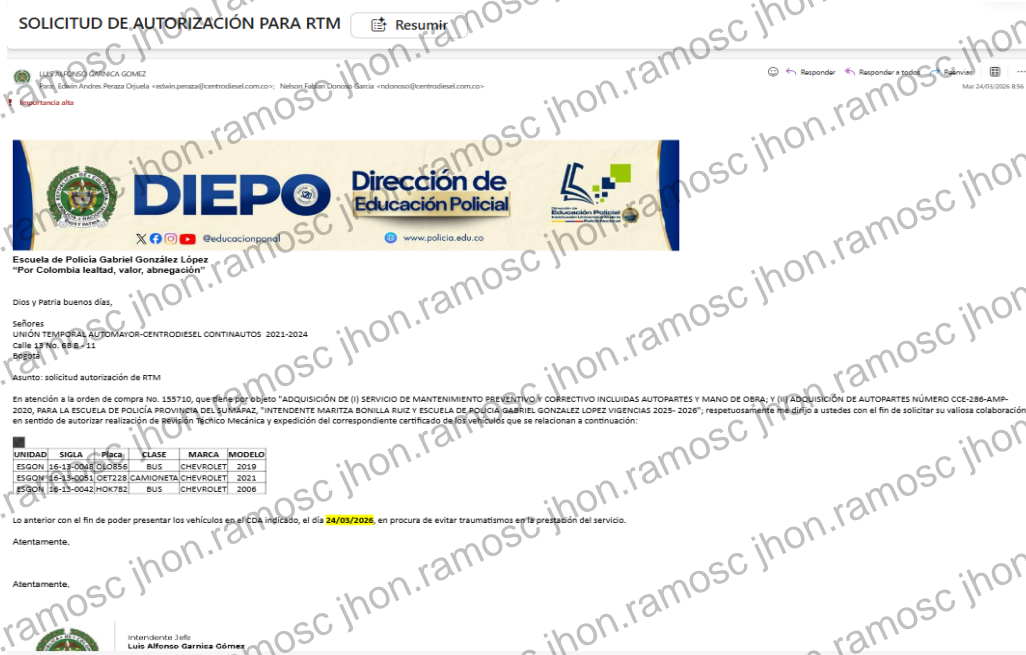 SOLICITUD DE AUTORIZACIÓN PARA RTM
Resumir
LUIS ALFONSO GARNICA GOMEZ
Para: Edwin Andres Peraza Orjuela <edwin.peraza@centrodiesel.com.co>; Nelson Fabian Donoso Garcia <ndonoso@centrodiesel.com.co>
Responder Responder a todos Reenviar
Mar 24/03/2026 8:56
Importancia alta
DIEPO
Dirección de
Educación Policial
@educacionponal
www.policia.edu.co
Escuela de Policía Gabriel González López
"Por Colombia lealtad, valor, abnegación"
Dios y Patria buenos días,
Señores
UNIÓN TEMPORAL AUTOMAYOR-CENTRODIESEL CONTINAUTOS 2021-2024
Calle 13 No. 68 B - 11
Bogotá
Asunto: solicitud autorización de RTM
En atención a la orden de compra No. 155710, que tiene por objeto "ADQUISICIÓN DE (I) SERVICIO DE MANTENIMIENTO PREVENTIVO Y CORRECTIVO INCLUIDAS AUTOPARTES Y MANO DE OBRA; Y (II) ADQUISICIÓN DE AUTOPARTES NÚMERO CCE-286-AMP-
2020, PARA LA ESCUELA DE POLICÍA PROVINCIA DEL SUMAPAZ, "INTENDENTE MARITZA BONILLA RUIZ Y ESCUELA DE POLICÍA GABRIEL GONZALEZ LOPEZ VIGENCIAS 2025- 2026"; respetuosamente me dirijo a ustedes con el fin de solicitar su valiosa colaboración
en sentido de autorizar realización de Revisión Técnico Mecánica y expedición del correspondiente certificado de los vehículos que se relacionan a continuación:
UNIDAD SIGLA Placa CLASE MARCA MODELO
ESGON 16-13-0048 OLO856 BUS CHEVROLET 2019
ESGON 16-13-0051 OET228 CAMIONETA CHEVROLET 2021
ESGON 16-13-0042 HOK782 BUS CHEVROLET 2006
Lo anterior con el fin de poder presentar los vehículos en el CDA indicado, el día 24/03/2026, en procura de evitar traumatismos en la prestación del servicio.
Atentamente,
Atentamente,
Intendente Jefe
Luis Alfonso Garnica Gómez
jhon.ramosc